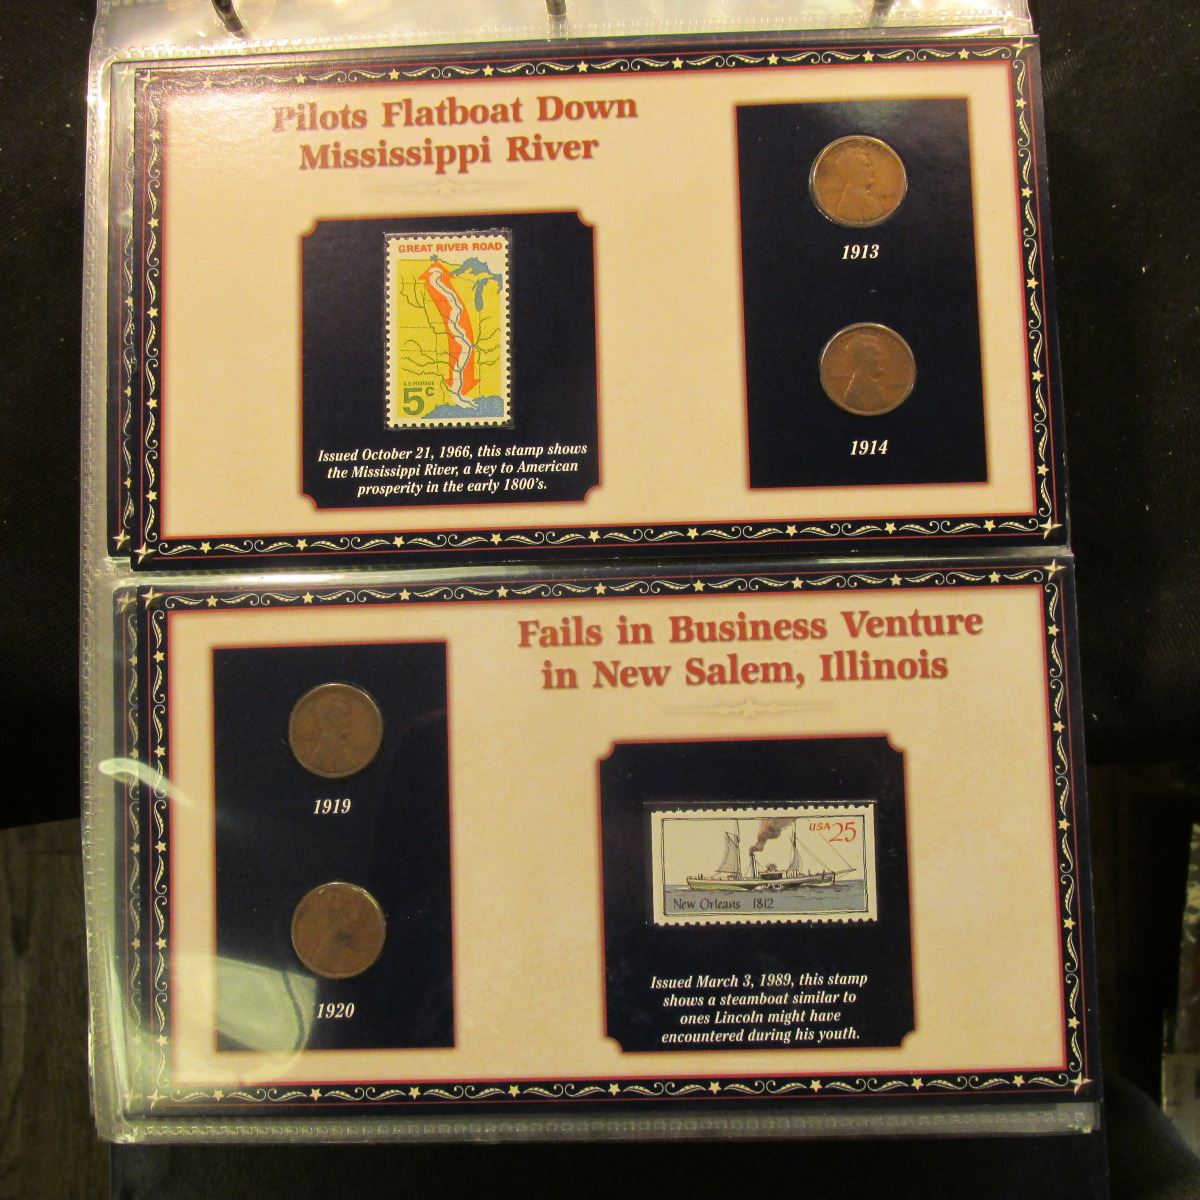 Pilots Flatboat Down
Mississippi River
GREAT RIVER ROAD
U.S. POSTAGE
5c
Issued October 21, 1966, this stamp shows
the Mississippi River, a key to American
prosperity in the early 1800's.
1913
1914
Fails in Business Venture
in New Salem, Illinois
1919
1920
USA 25
New Orleans 1812
Issued March 3, 1989, this stamp
shows a steamboat similar to
ones Lincoln might have
encountered during his youth.